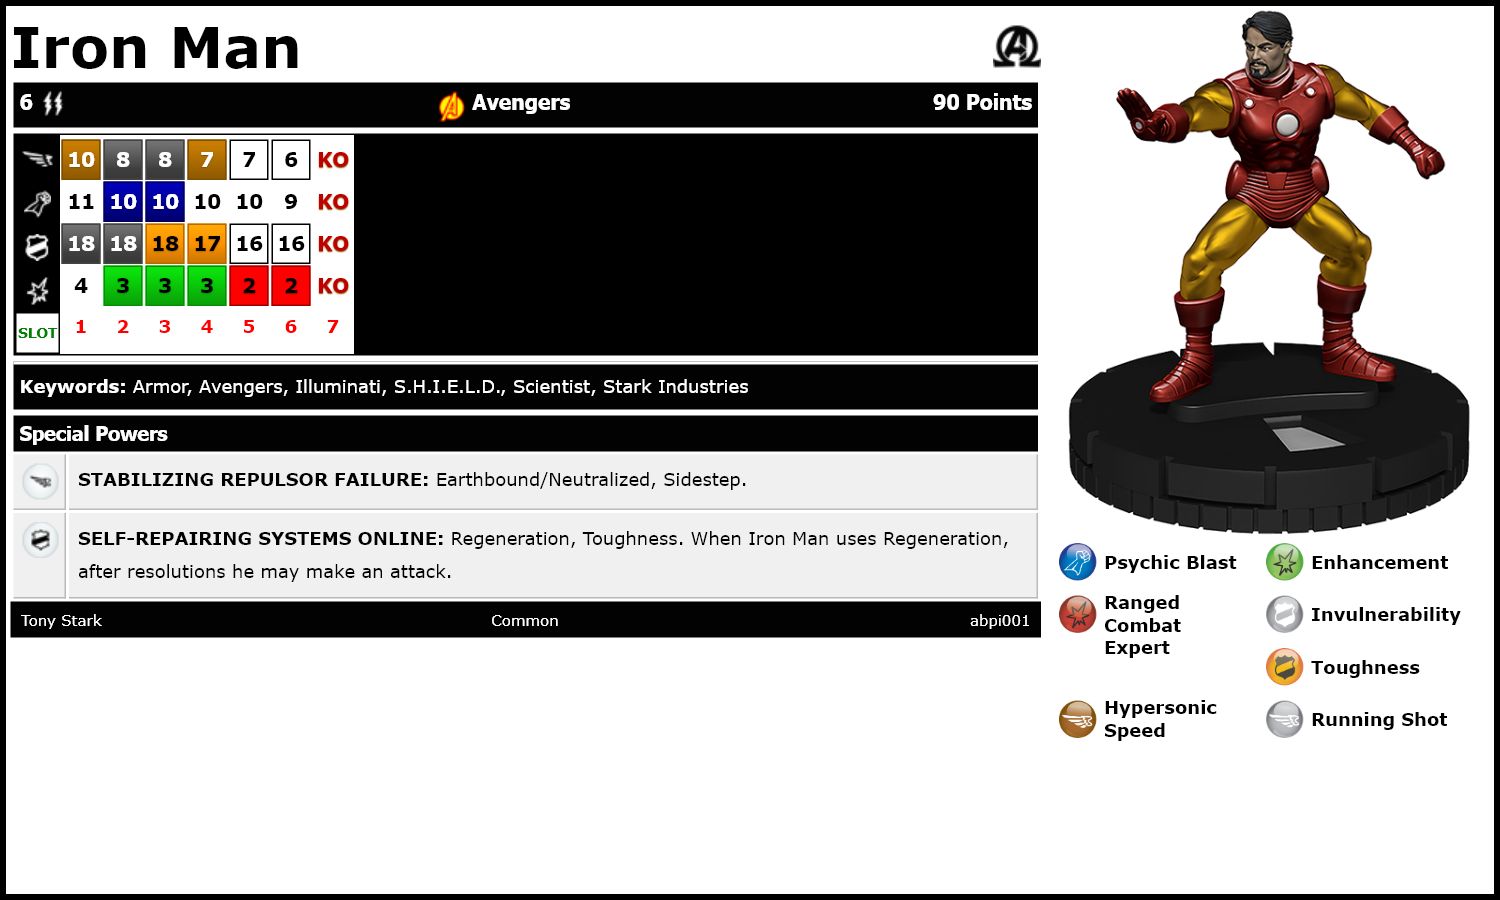 Iron Man
6 Avengers 90 Points
10 8 8 7 7 6 KO
11 10 10 10 10 9 KO
18 18 18 17 16 16 KO
4 3 3 3 2 2 KO
SLOT 1 2 3 4 5 6 7
Keywords: Armor, Avengers, Illuminati, S.H.I.E.L.D., Scientist, Stark Industries
Special Powers
STABILIZING REPULSOR FAILURE: Earthbound/Neutralized, Sidestep.
SELF-REPAIRING SYSTEMS ONLINE: Regeneration, Toughness. When Iron Man uses Regeneration,
after resolutions he may make an attack.
Tony Stark Common abpi001
Psychic Blast
Enhancement
Ranged
Combat
Expert
Invulnerability
Toughness
Hypersonic
Speed
Running Shot